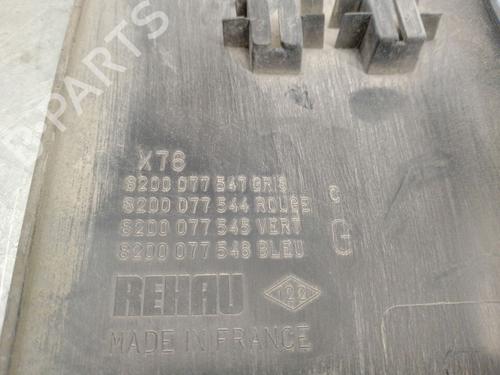 X76
8200 077 547 GRIS
8200 077 544 ROUGE C
8200 077 545 VERT G
8200 077 548 BLEU
REHAU 122
MADE IN FRANCE